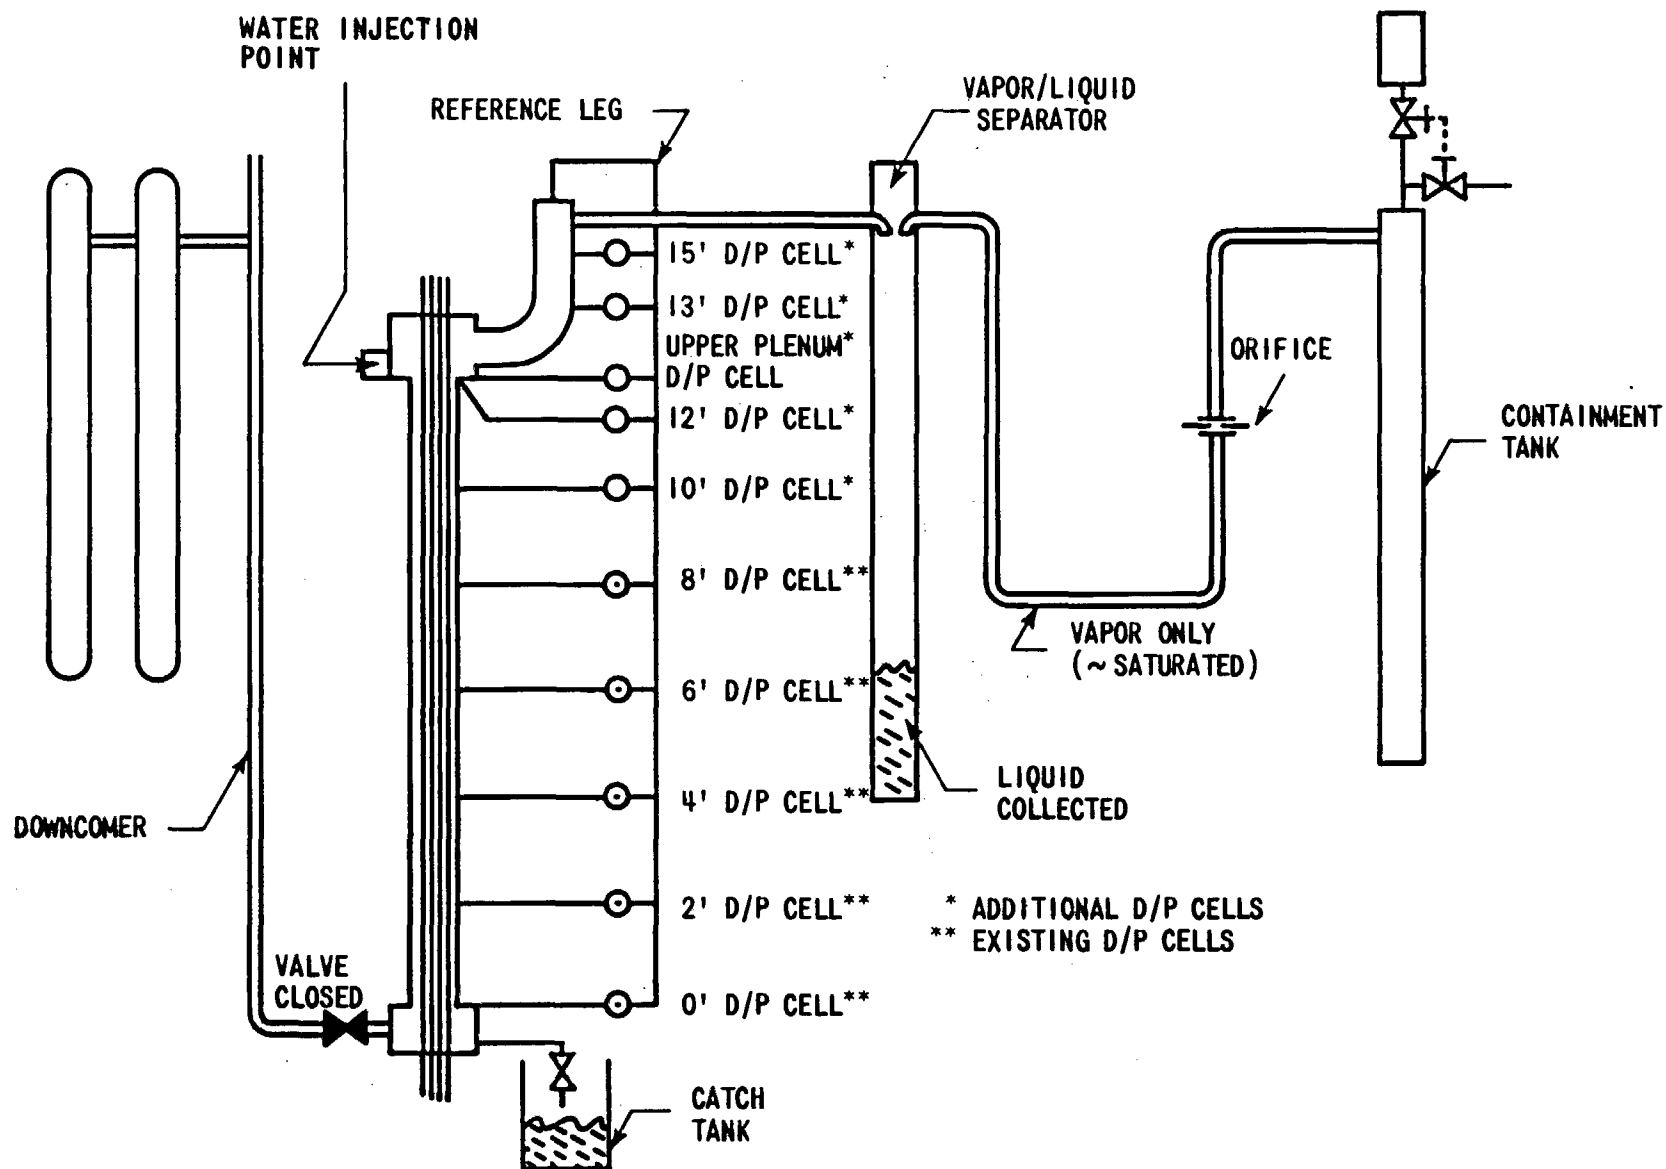 WATER INJECTION
POINT
REFERENCE LEG
VAPOR/LIQUID
SEPARATOR
15' D/P CELL*
13' D/P CELL*
UPPER PLENUM*
D/P CELL
12' D/P CELL*
10' D/P CELL*
8' D/P CELL**
6' D/P CELL**
4' D/P CELL**
2' D/P CELL**
0' D/P CELL**
ORIFICE
CONTAINMENT
TANK
VAPOR ONLY
(~ SATURATED)
LIQUID
COLLECTED
DOWNCOMER
VALVE
CLOSED
* ADDITIONAL D/P CELLS
** EXISTING D/P CELLS
CATCH
TANK